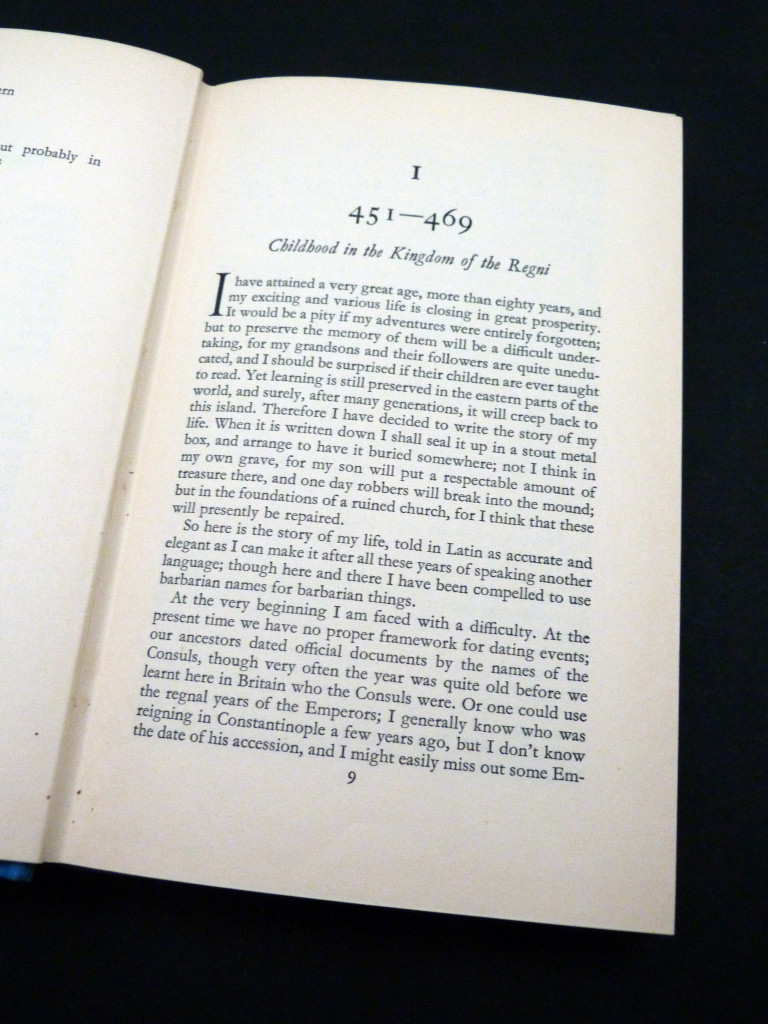 ern
ut probably in
I
451—469
Childhood in the Kingdom of the Regni
I have attained a very great age, more than eighty years, and
my exciting and various life is closing in great prosperity.
It would be a pity if my adventures were entirely forgotten;
but to preserve the memory of them will be a difficult under-
taking, for my grandsons and their followers are quite unedu-
cated, and I should be surprised if their children are ever taught
to read. Yet learning is still preserved in the eastern parts of the
world, and surely, after many generations, it will creep back to
this island. Therefore I have decided to write the story of my
life. When it is written down I shall seal it up in a stout metal
box, and arrange to have it buried somewhere; not I think in
my own grave, for my son will put a respectable amount of
treasure there, and one day robbers will break into the mound;
but in the foundations of a ruined church, for I think that these
will presently be repaired.
So here is the story of my life, told in Latin as accurate and
elegant as I can make it after all these years of speaking another
language; though here and there I have been compelled to use
barbarian names for barbarian things.
At the very beginning I am faced with a difficulty. At the
present time we have no proper framework for dating events;
our ancestors dated official documents by the names of the
Consuls, though very often the year was quite old before we
learnt here in Britain who the Consuls were. Or one could use
the regnal years of the Emperors; I generally know who was
reigning in Constantinople a few years ago, but I don't know
the date of his accession, and I might easily miss out some Em-
9